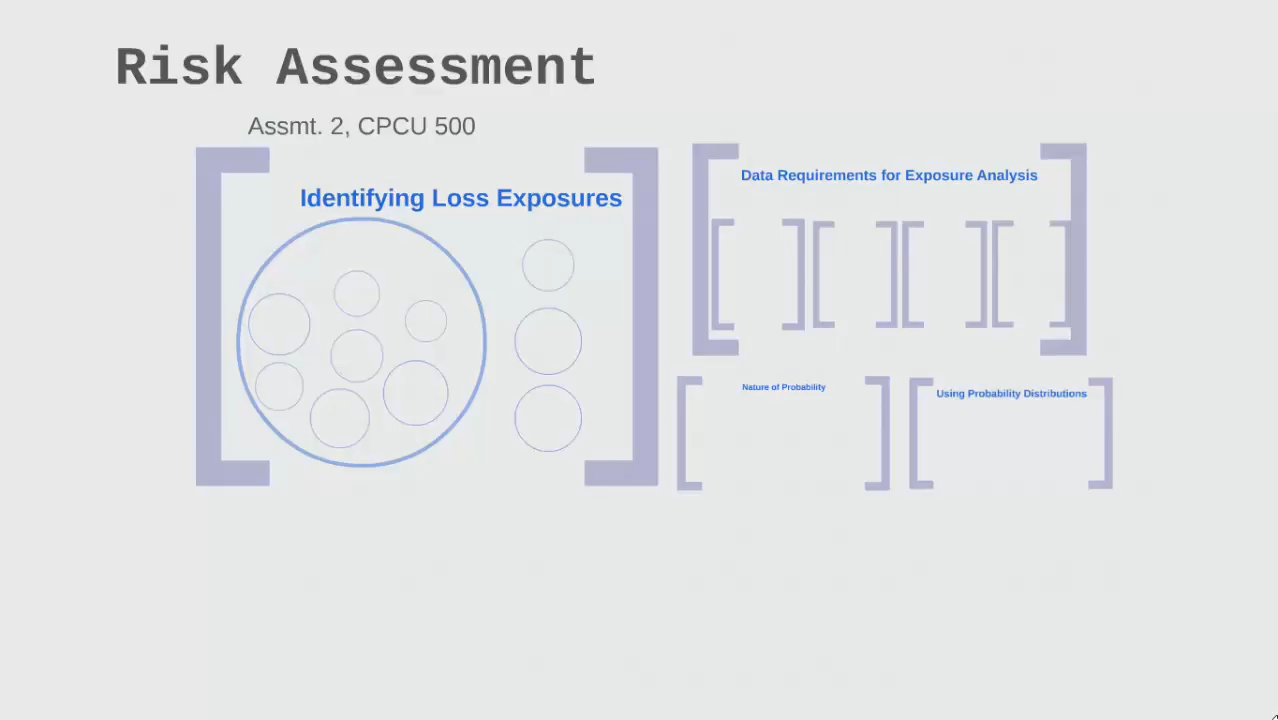 Risk Assessment
Assmt. 2, CPCU 500
Identifying Loss Exposures
Data Requirements for Exposure Analysis
Nature of Probability
Using Probability Distributions